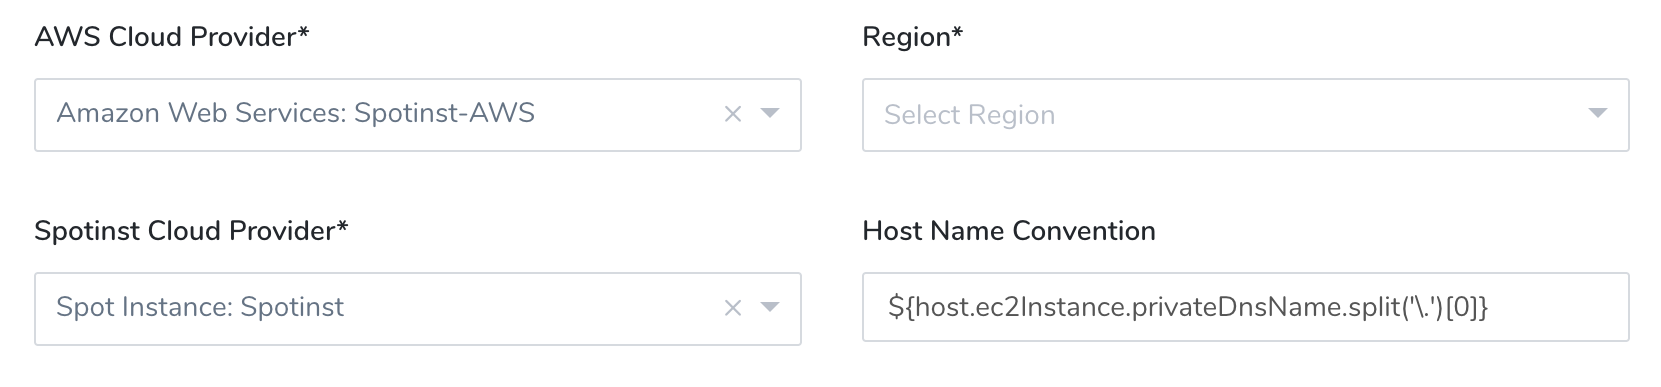 AWS Cloud Provider*
Region*
Amazon Web Services: Spotinst-AWS
Select Region
Spotinst Cloud Provider*
Host Name Convention
Spot Instance: Spotinst
${host.ec2Instance.privateDnsName.split('\.')[0]}